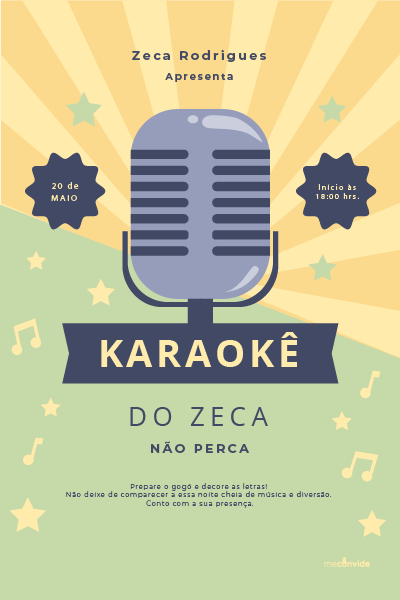 Zeca Rodrigues
Apresenta
20 de
MAIO
Início às
18:00 hrs.
KARAOKÊ
DO ZECA
NÃO PERCA
Prepare o gogó e decore as letras!
Não deixe de comparecer a essa noite cheia de música e diversão.
Conto com a sua presença.
meconvide